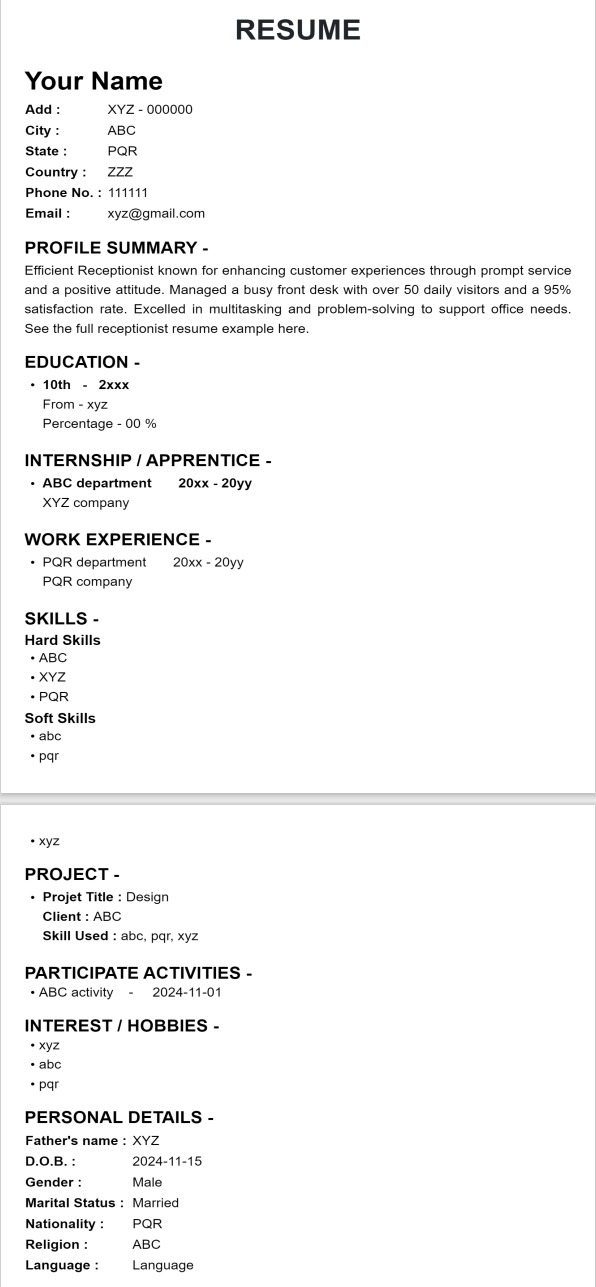 RESUME
Your Name
Add : XYZ - 000000
City : ABC
State : PQR
Country : ZZZ
Phone No. : 111111
Email : xyz@gmail.com
PROFILE SUMMARY -
Efficient Receptionist known for enhancing customer experiences through prompt service
and a positive attitude. Managed a busy front desk with over 50 daily visitors and a 95%
satisfaction rate. Excelled in multitasking and problem-solving to support office needs.
See the full receptionist resume example here.
EDUCATION -
• 10th - 2xxx
From - xyz
Percentage - 00 %
INTERNSHIP / APPRENTICE -
• ABC department 20xx - 20yy
XYZ company
WORK EXPERIENCE -
• PQR department 20xx - 20yy
PQR company
SKILLS -
Hard Skills
• ABC
• XYZ
• PQR
Soft Skills
• abc
• pqr
• xyz
PROJECT -
• Projet Title : Design
Client : ABC
Skill Used : abc, pqr, xyz
PARTICIPATE ACTIVITIES -
• ABC activity - 2024-11-01
INTEREST / HOBBIES -
• xyz
• abc
• pqr
PERSONAL DETAILS -
Father's name : XYZ
D.O.B. : 2024-11-15
Gender : Male
Marital Status : Married
Nationality : PQR
Religion : ABC
Language : Language